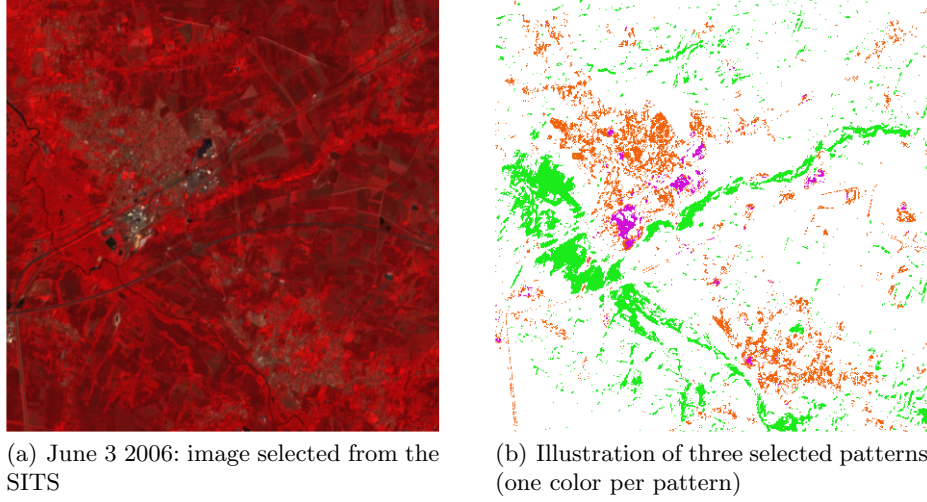 (a) June 3 2006: image selected from the
SITS
(b) Illustration of three selected patterns
(one color per pattern)